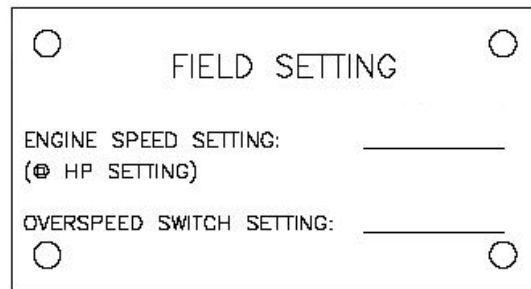 FIELD SETTING
ENGINE SPEED SETTING:
(@ HP SETTING)
OVERSPEED SWITCH SETTING: